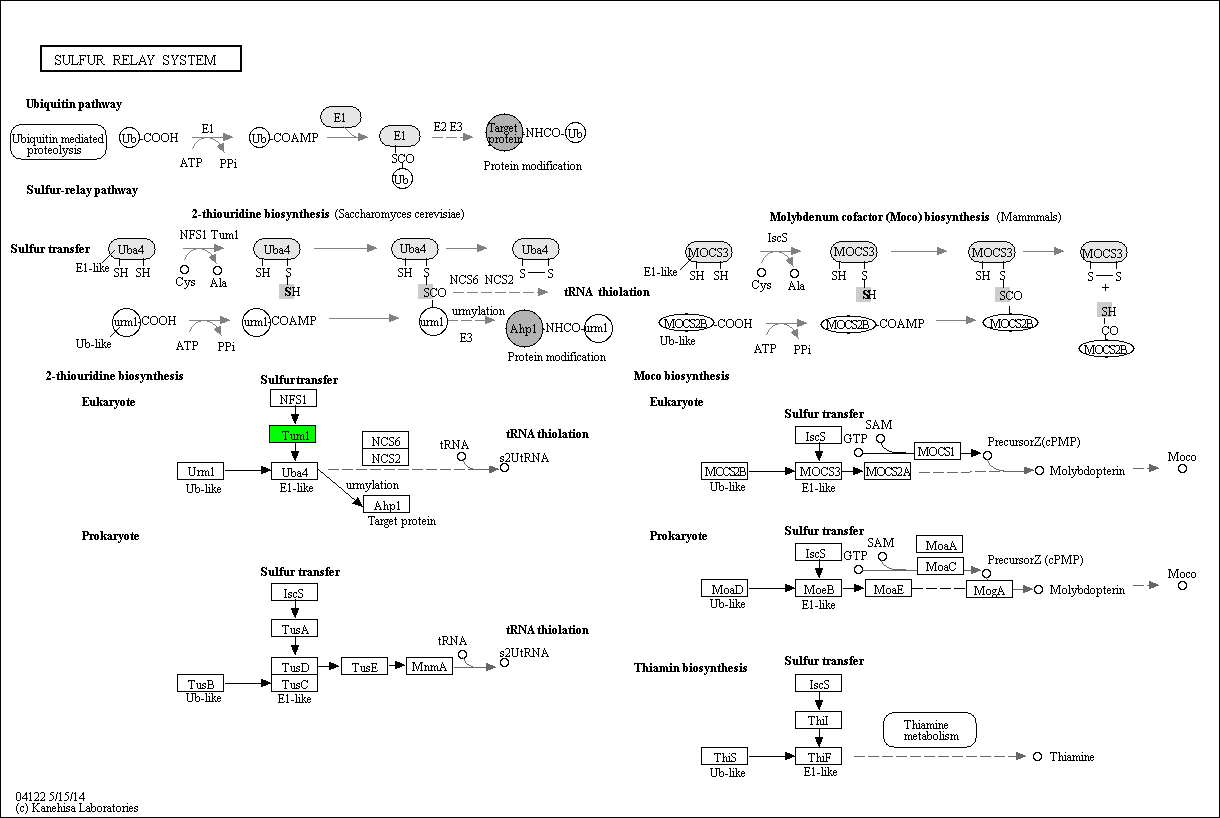 SULFUR RELAY SYSTEM
Ubiquitin pathway
Ubiquitin mediated
proteolysis
Ub
COOH
E1
ATP
PPi
Ub
COAMP
E1
E1
SCO
Ub
E2 E3
Target
protein
NHCO
Ub
Protein modification
Sulfur-relay pathway
2-thiouridine biosynthesis (Saccharomyces cerevisiae)
Sulfur transfer
Uba4
E1-like
SH SH
NFS1 Tum1
Cys
Ala
Uba4
SH S
SH
Uba4
SH S
SCO
urm1
Uba4
S S
NCS6 NCS2
tRNA thiolation
urm1
COOH
Ub-like
ATP
PPi
urm1
COAMP
urmylation
E3
Ahp1
NHCO
urm1
Protein modification
Molybdenum cofactor (Moco) biosynthesis (Mammmals)
MOCS3
E1-like
SH SH
IscS
Cys
Ala
MOCS3
SH S
SH
MOCS3
SH S
SCO
MOCS2B
MOCS3
S S
+
SH
CO
MOCS2B
MOCS2B
COOH
Ub-like
ATP
PPi
MOCS2B
COAMP
2-thiouridine biosynthesis
Eukaryote
Sulfur transfer
NFS1
Tum1
Urm1
Ub-like
Uba4
E1-like
NCS6
NCS2
tRNA
tRNA thiolation
s2UtRNA
urmylation
Ahp1
Target protein
Prokaryote
Sulfur transfer
IscS
TusA
TusD
TusC
E1-like
TusB
Ub-like
TusE
MnmA
tRNA
tRNA thiolation
s2UtRNA
Moco biosynthesis
Eukaryote
Sulfur transfer
IscS
GTP
SAM
MOCS1
PrecursorZ(cPMP)
MOCS2B
Ub-like
MOCS3
E1-like
MOCS2A
Molybdopterin
Moco
Prokaryote
Sulfur transfer
IscS
GTP
SAM
MoaA
MoaC
PrecursorZ (cPMP)
MoaD
Ub-like
MoeB
E1-like
MoaE
MogA
Molybdopterin
Moco
Thiamin biosynthesis
Sulfur transfer
IscS
ThiI
ThiS
Ub-like
ThiF
E1-like
Thiamine
metabolism
Thiamine
04122 5/15/14
(c) Kanehisa Laboratories